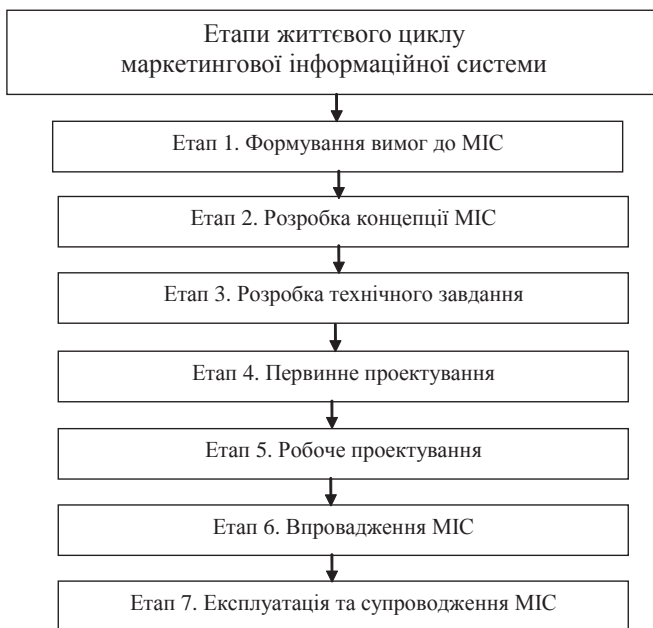 Етапи життєвого циклу
маркетингової інформаційної системи
Етап 1. Формування вимог до МІС
Етап 2. Розробка концепції МІС
Етап 3. Розробка технічного завдання
Етап 4. Первинне проектування
Етап 5. Робоче проектування
Етап 6. Впровадження МІС
Етап 7. Експлуатація та супроводження МІС